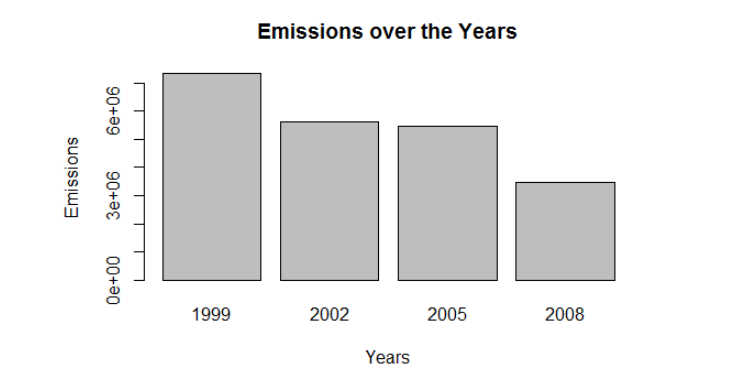 Emissions over the Years
Emissions
6e+06
3e+06
0e+00
1999 2002 2005 2008
Years